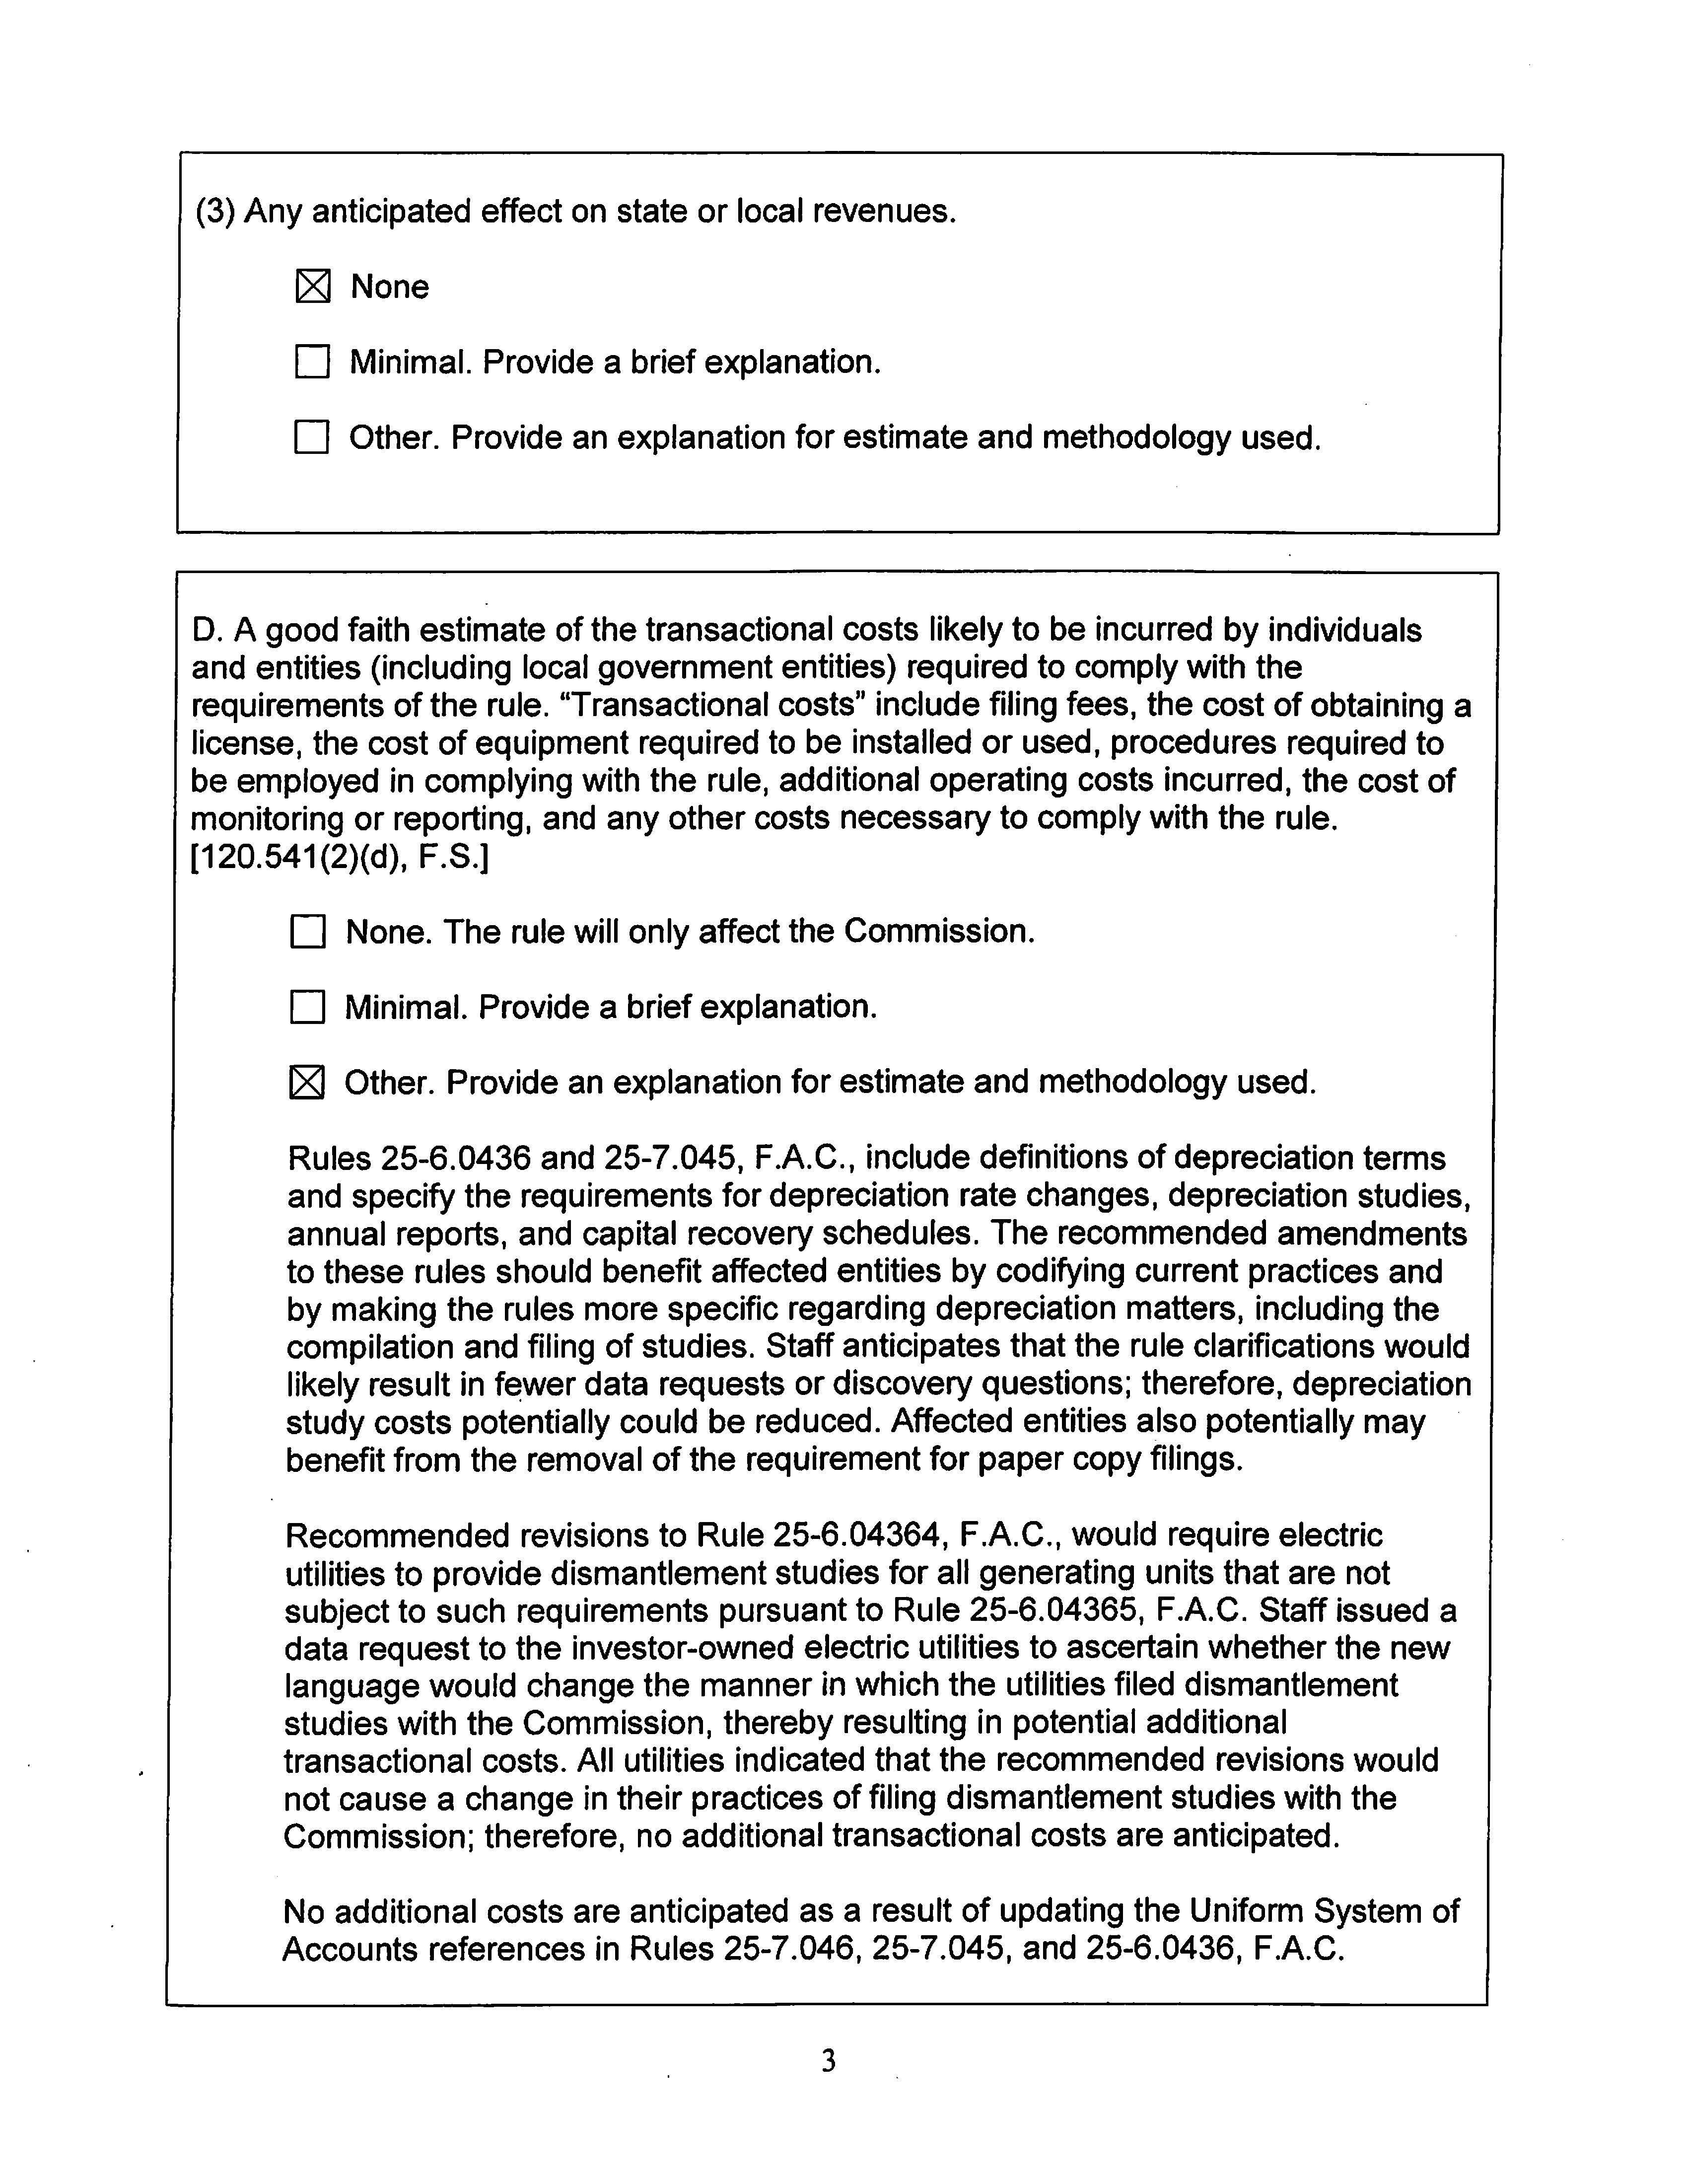 (3) Any anticipated effect on state or local revenues.
☒ None
☐ Minimal. Provide a brief explanation.
☐ Other. Provide an explanation for estimate and methodology used.
D. A good faith estimate of the transactional costs likely to be incurred by individuals
and entities (including local government entities) required to comply with the
requirements of the rule. “Transactional costs” include filing fees, the cost of obtaining a
license, the cost of equipment required to be installed or used, procedures required to
be employed in complying with the rule, additional operating costs incurred, the cost of
monitoring or reporting, and any other costs necessary to comply with the rule.
[120.541(2)(d), F.S.]
☐ None. The rule will only affect the Commission.
☐ Minimal. Provide a brief explanation.
☒ Other. Provide an explanation for estimate and methodology used.
Rules 25-6.0436 and 25-7.045, F.A.C., include definitions of depreciation terms
and specify the requirements for depreciation rate changes, depreciation studies,
annual reports, and capital recovery schedules. The recommended amendments
to these rules should benefit affected entities by codifying current practices and
by making the rules more specific regarding depreciation matters, including the
compilation and filing of studies. Staff anticipates that the rule clarifications would
likely result in fewer data requests or discovery questions; therefore, depreciation
study costs potentially could be reduced. Affected entities also potentially may
benefit from the removal of the requirement for paper copy filings.
Recommended revisions to Rule 25-6.04364, F.A.C., would require electric
utilities to provide dismantlement studies for all generating units that are not
subject to such requirements pursuant to Rule 25-6.04365, F.A.C. Staff issued a
data request to the investor-owned electric utilities to ascertain whether the new
language would change the manner in which the utilities filed dismantlement
studies with the Commission, thereby resulting in potential additional
transactional costs. All utilities indicated that the recommended revisions would
not cause a change in their practices of filing dismantlement studies with the
Commission; therefore, no additional transactional costs are anticipated.
No additional costs are anticipated as a result of updating the Uniform System of
Accounts references in Rules 25-7.046, 25-7.045, and 25-6.0436, F.A.C.
3